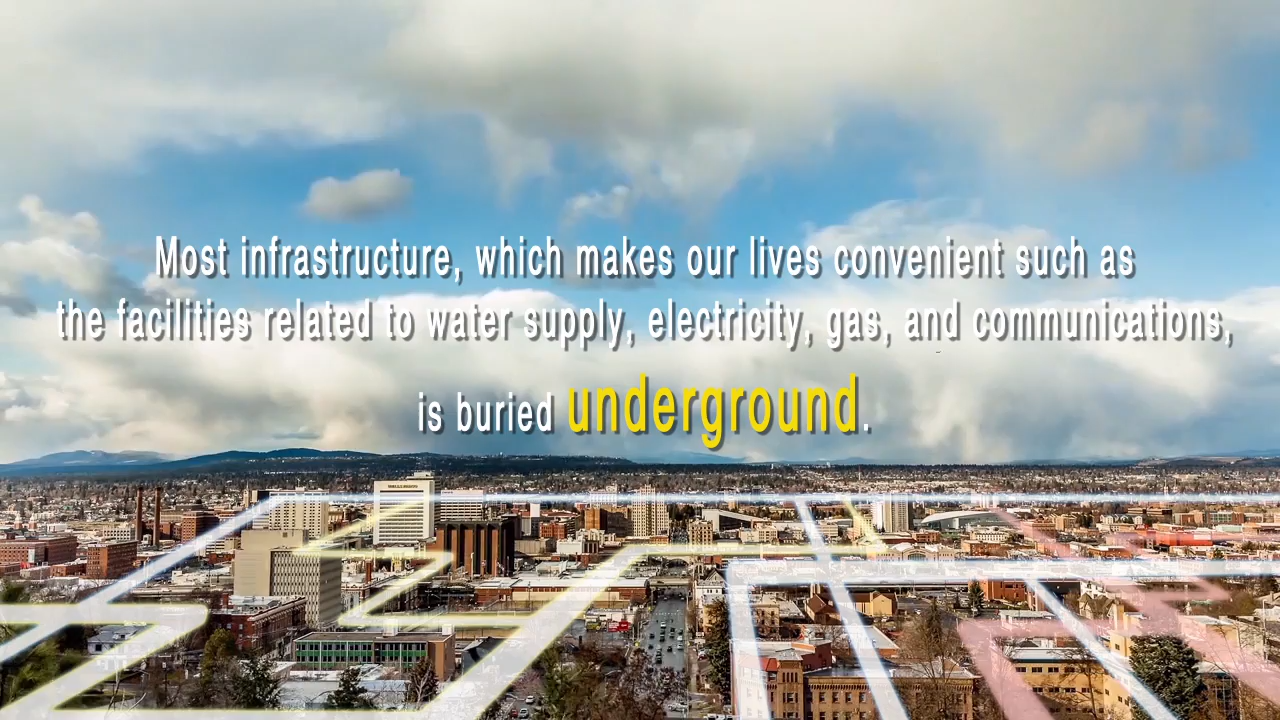 Most infrastructure, which makes our lives convenient such as
the facilities related to water supply, electricity, gas, and communications,
is buried underground.